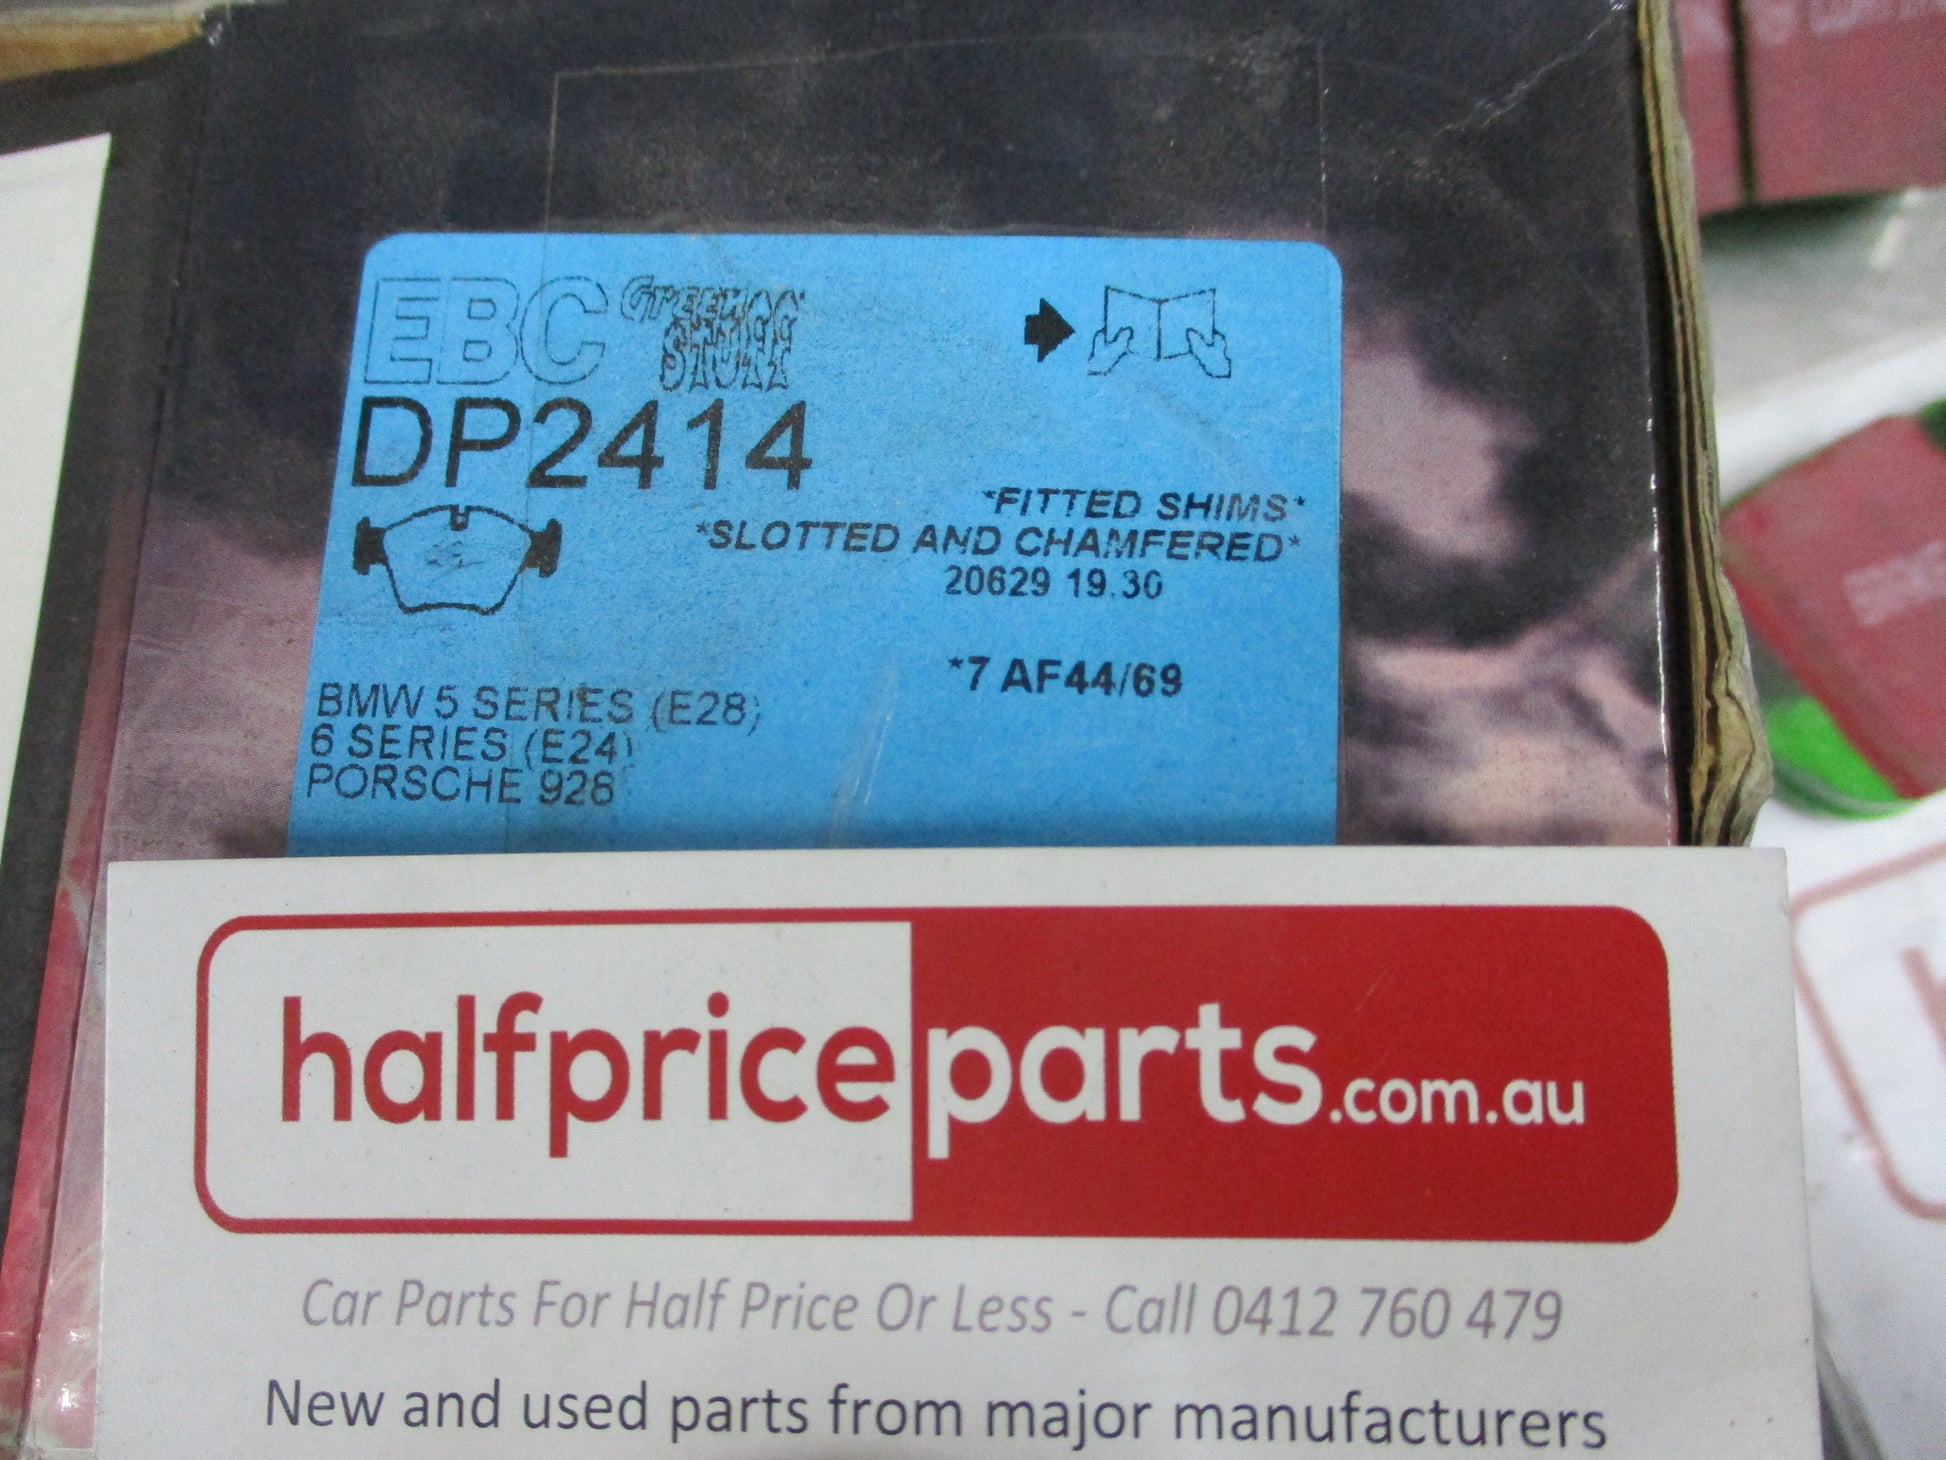 EBC GREEN STUFF
DP2414
*FITTED SHIMS*
*SLOTTED AND CHAMFERED*
20629 19.30
*7 AF44/69
BMW 5 SERIES (E28)
6 SERIES (E24)
PORSCHE 928
halfpriceparts.com.au
Car Parts For Half Price Or Less - Call 0412 760 479
New and used parts from major manufacturers